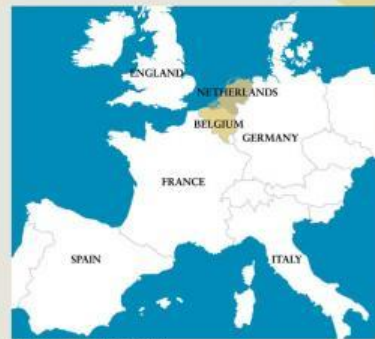 ENGLAND
NETHERLANDS
BELGIUM
GERMANY
FRANCE
SPAIN
ITALY